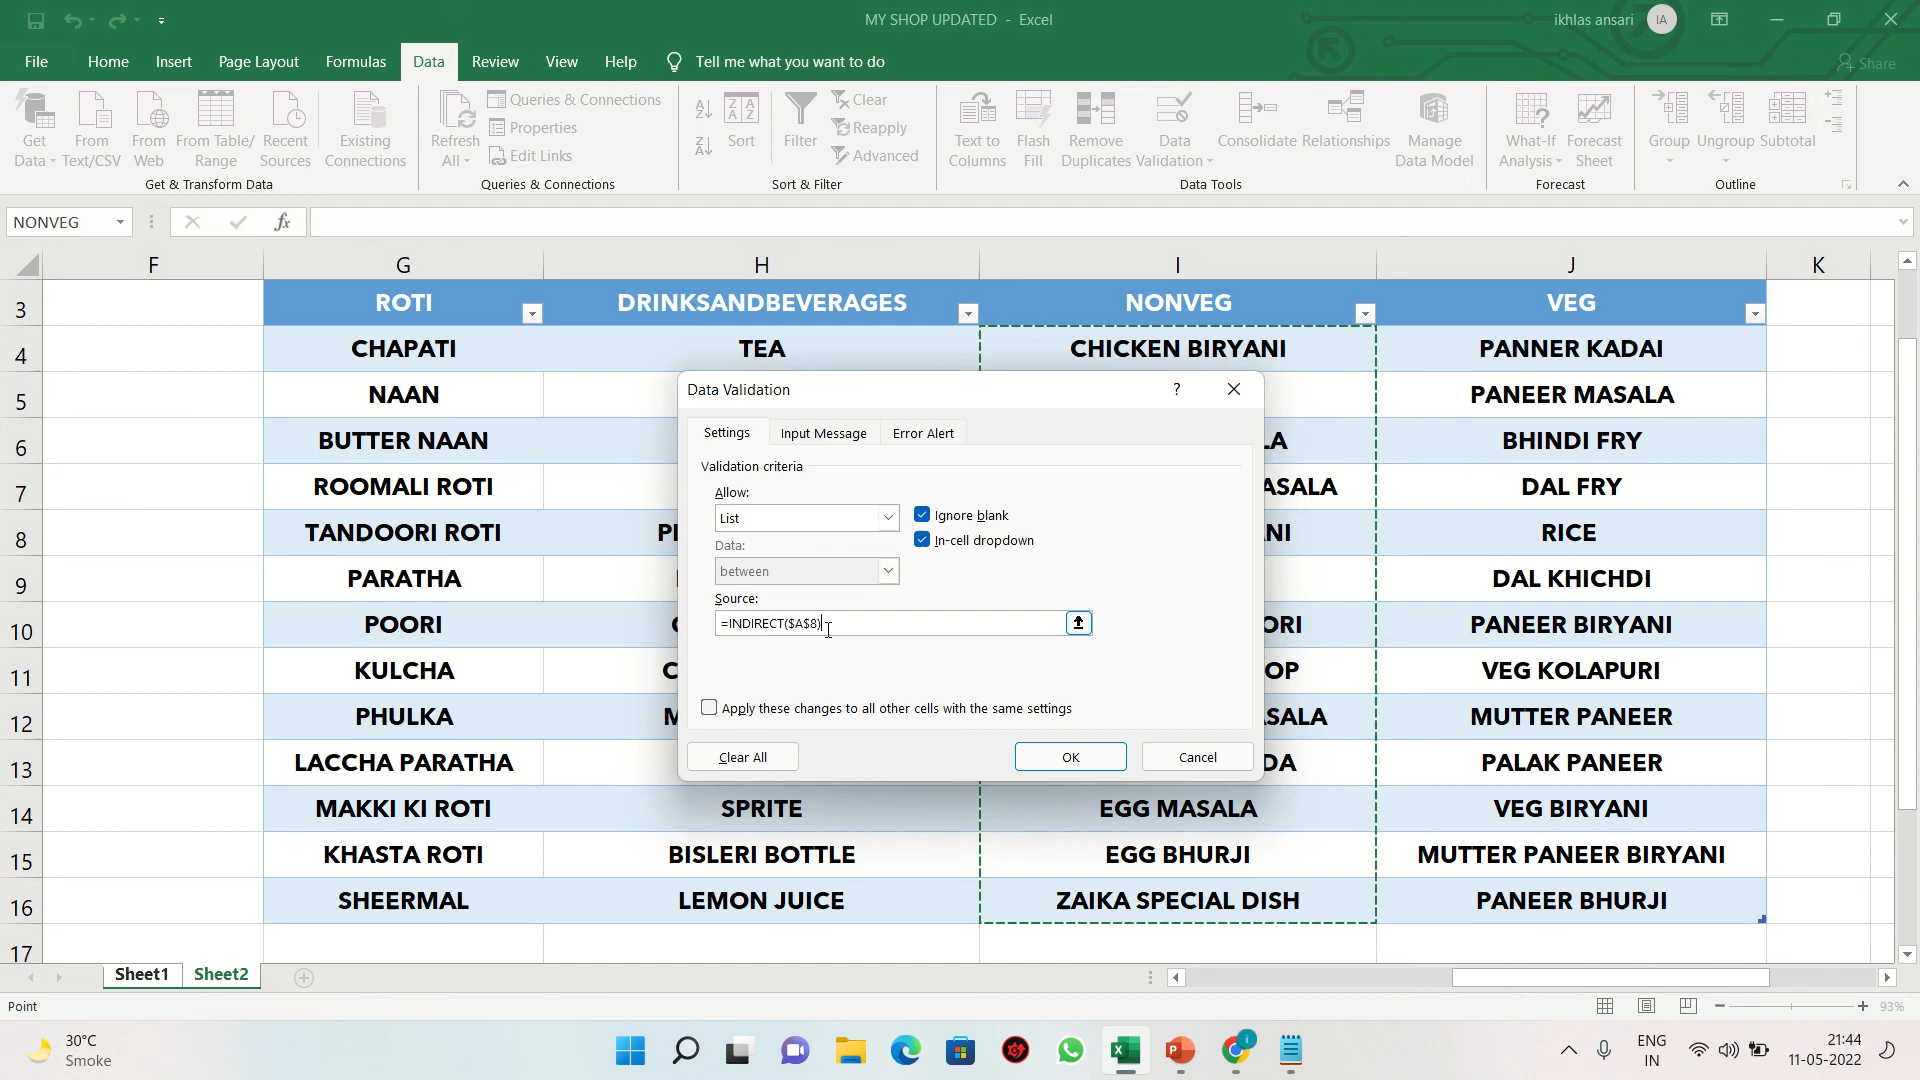 MY SHOP UPDATED - Excel
ikhlas ansari
IA
File
Home
Insert
Page Layout
Formulas
Data
Review
View
Help
Tell me what you want to do
Share
Get Data
From Text/CSV
From Web
From Table/ Range
Recent Sources
Existing Connections
Refresh All
Queries & Connections
Properties
Edit Links
Sort
Filter
Clear
Reapply
Advanced
Text to Columns
Flash Fill
Remove Duplicates
Data Validation
Consolidate
Relationships
Manage Data Model
What-If Analysis
Forecast Sheet
Group
Ungroup
Subtotal
Get & Transform Data
Queries & Connections
Sort & Filter
Data Tools
Forecast
Outline
NONVEG
fx
F G H I J K
3 ROTI DRINKSANDBEVERAGES NONVEG VEG
4 CHAPATI TEA CHICKEN BIRYANI PANNER KADAI
5 NAAN PANEER MASALA
6 BUTTER NAAN LA BHINDI FRY
7 ROOMALI ROTI ASALA DAL FRY
8 TANDOORI ROTI NI RICE
9 PARATHA DAL KHICHDI
10 POORI ORI PANEER BIRYANI
11 KULCHA OP VEG KOLAPURI
12 PHULKA SALA MUTTER PANEER
13 LACCHA PARATHA DA PALAK PANEER
14 MAKKI KI ROTI SPRITE EGG MASALA VEG BIRYANI
15 KHASTA ROTI BISLERI BOTTLE EGG BHURJI MUTTER PANEER BIRYANI
16 SHEERMAL LEMON JUICE ZAIKA SPECIAL DISH PANEER BHURJI
17
Data Validation
?
Settings
Input Message
Error Alert
Validation criteria
Allow:
List
Ignore blank
In-cell dropdown
Data:
between
Source:
=INDIRECT($A$8)
Apply these changes to all other cells with the same settings
Clear All
OK
Cancel
Sheet1
Sheet2
Point
93%
30°C
Smoke
ENG
IN
21:44
11-05-2022